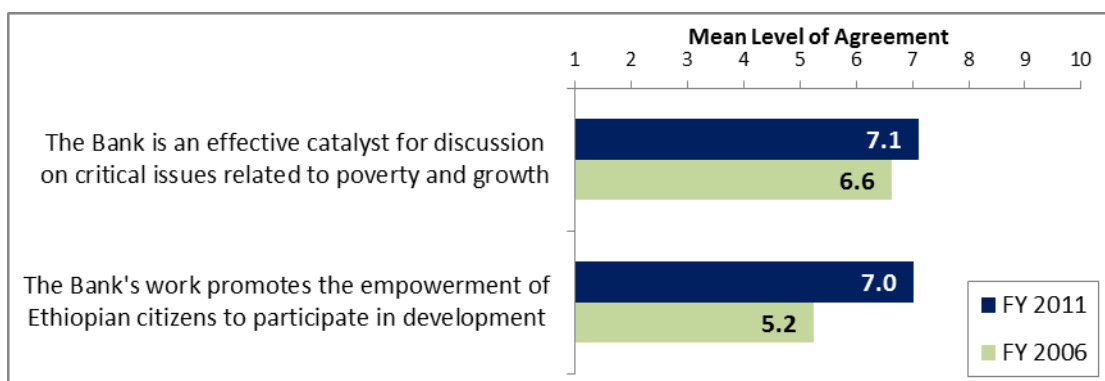 Mean Level of Agreement
1 2 3 4 5 6 7 8 9 10
The Bank is an effective catalyst for discussion
on critical issues related to poverty and growth
7.1
6.6
The Bank's work promotes the empowerment of
Ethiopian citizens to participate in development
7.0
5.2
FY 2011
FY 2006